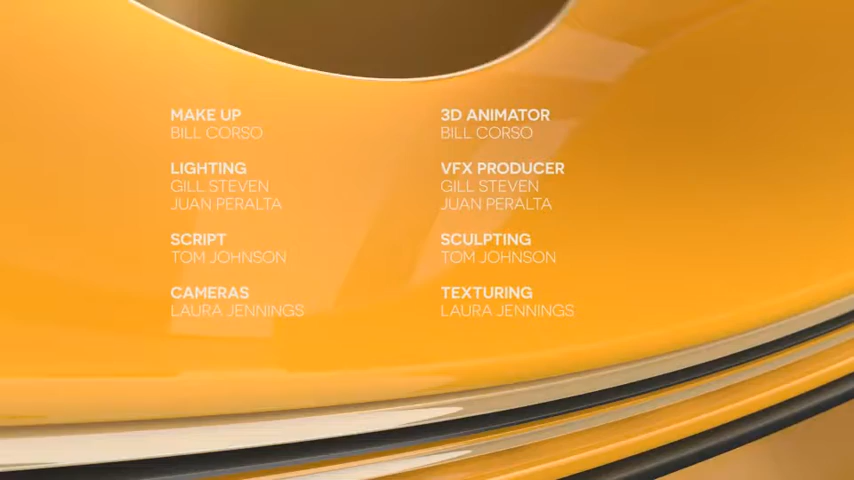 MAKE UP
BILL CORSO
LIGHTING
GILL STEVEN
JUAN PERALTA
SCRIPT
TOM JOHNSON
CAMERAS
LAURA JENNINGS
3D ANIMATOR
BILL CORSO
VFX PRODUCER
GILL STEVEN
JUAN PERALTA
SCULPTING
TOM JOHNSON
TEXTURING
LAURA JENNINGS